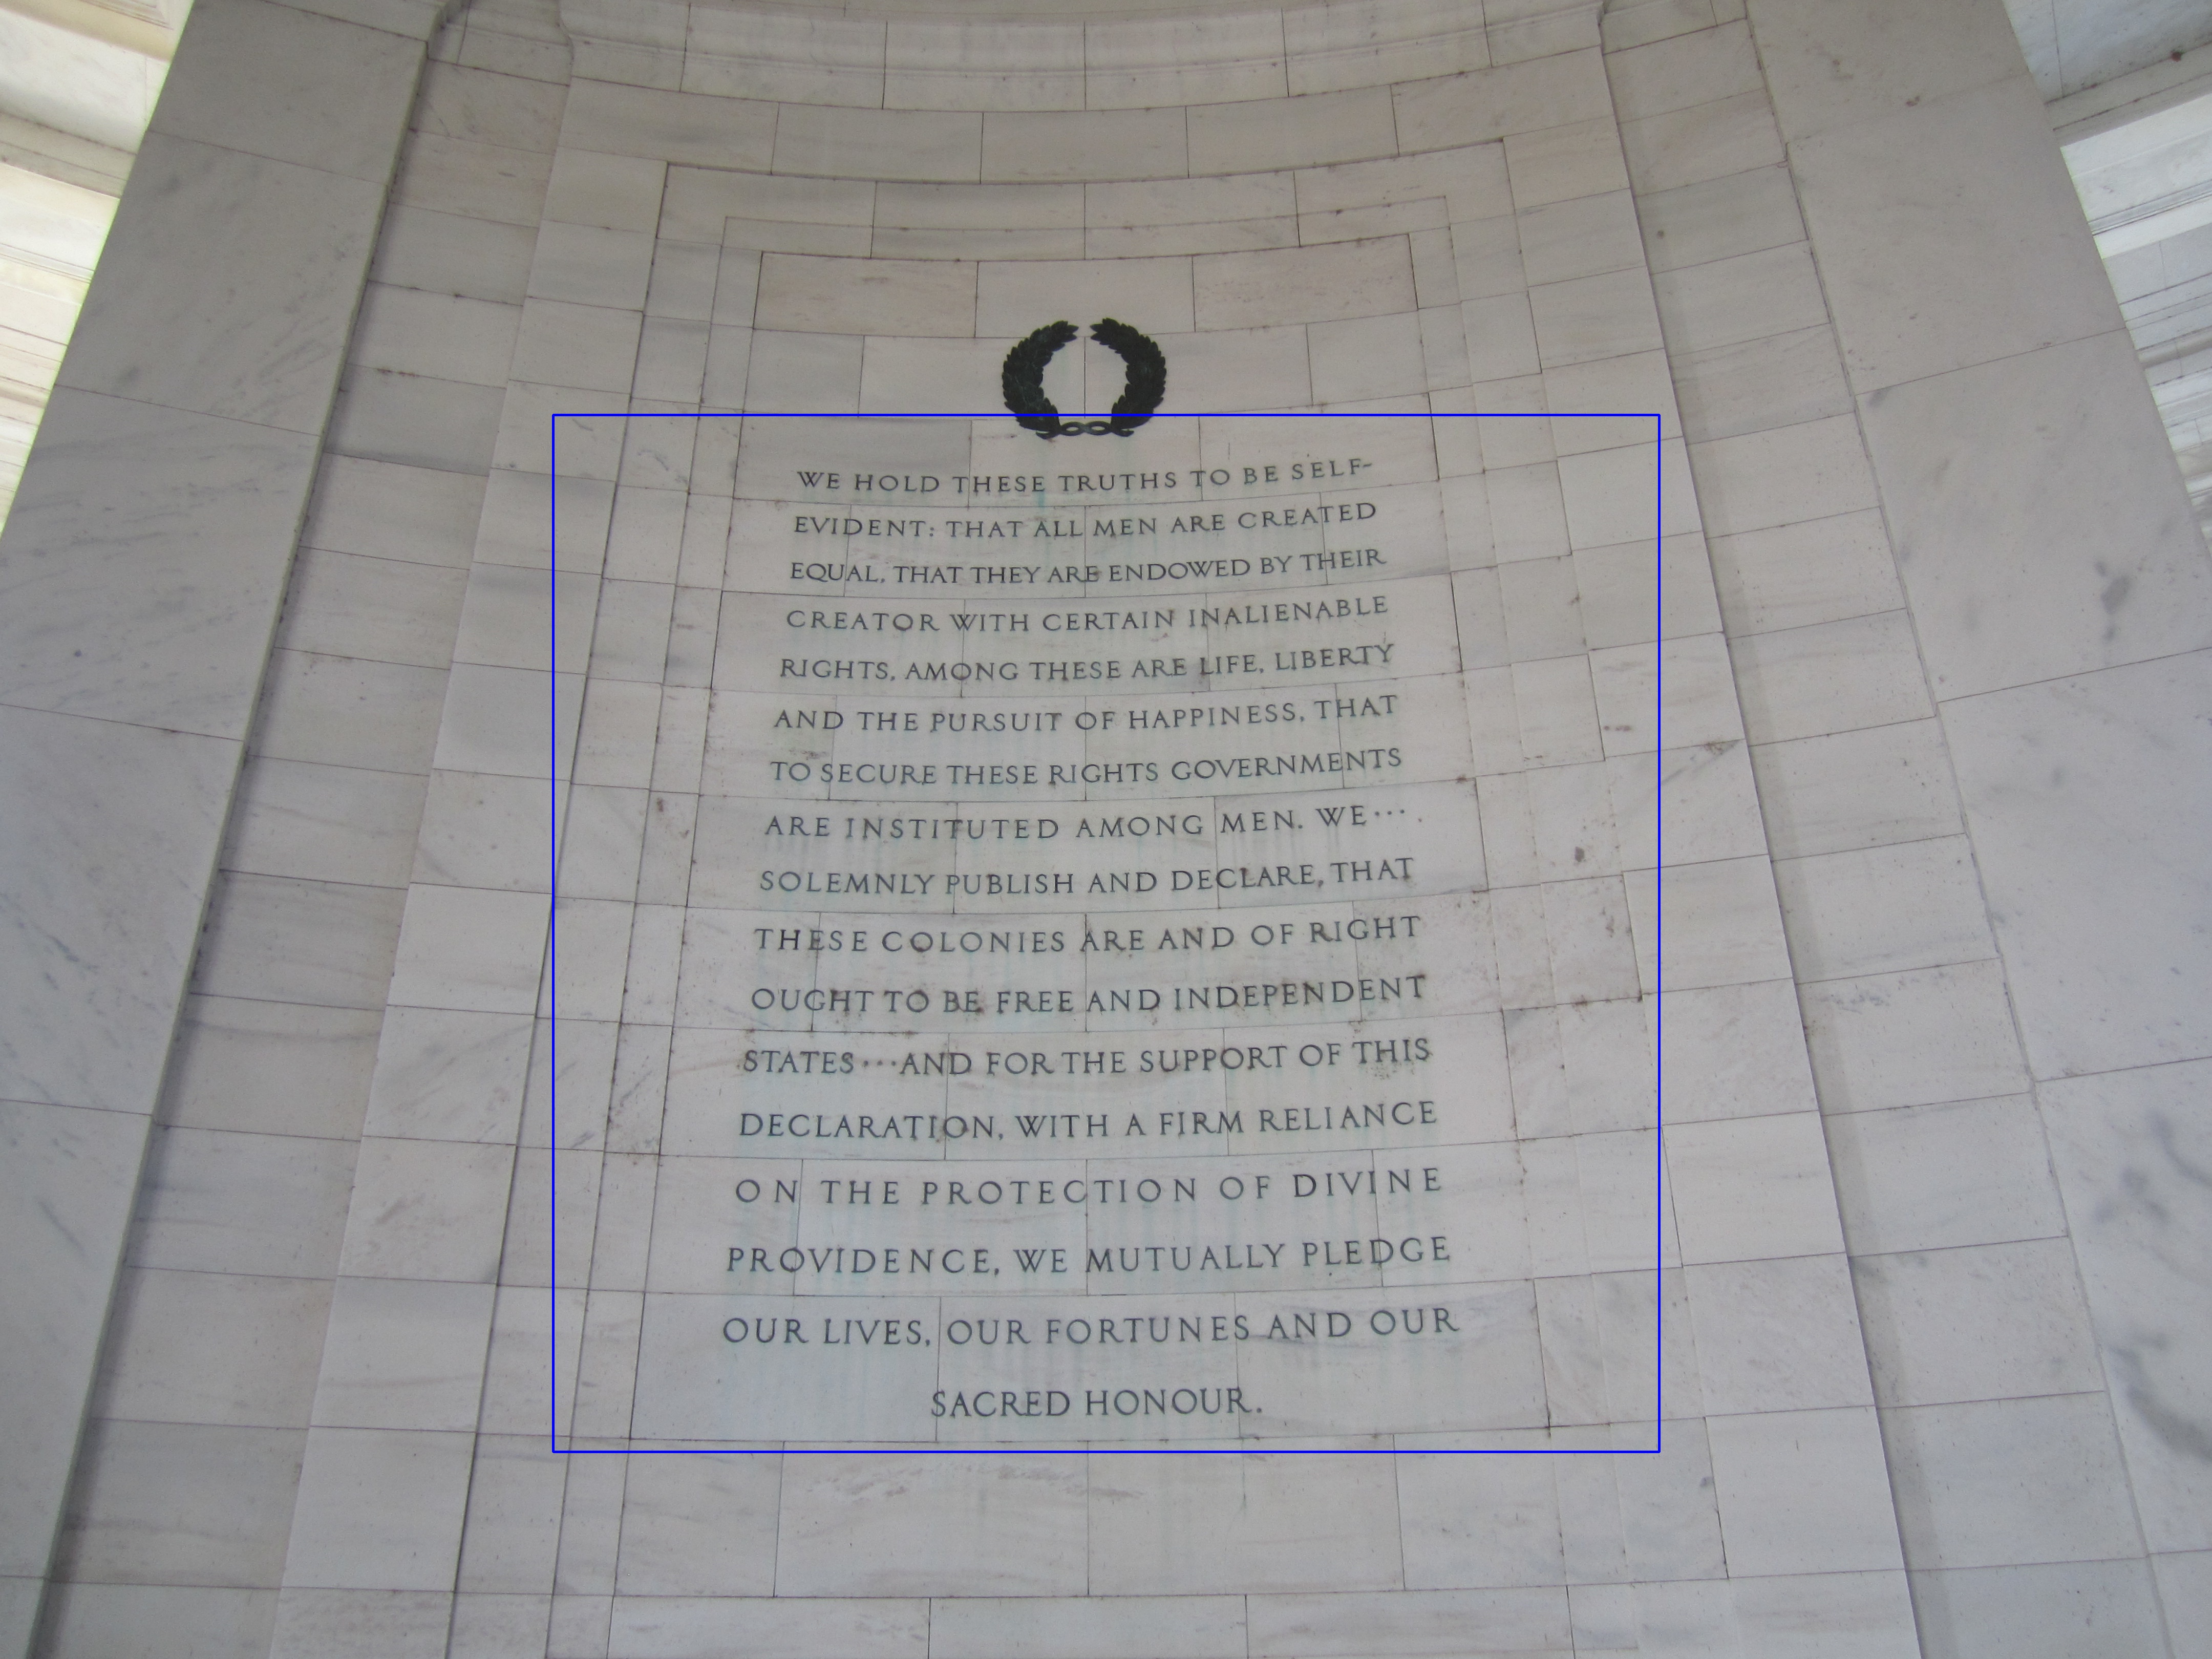 WE HOLD THESE TRUTHS TO BE SELF-
EVIDENT: THAT ALL MEN ARE CREATED
EQUAL, THAT THEY ARE ENDOWED BY THEIR
CREATOR WITH CERTAIN INALIENABLE
RIGHTS, AMONG THESE ARE LIFE, LIBERTY
AND THE PURSUIT OF HAPPINESS, THAT
TO SECURE THESE RIGHTS GOVERNMENTS
ARE INSTITUTED AMONG MEN. WE··· .
SOLEMNLY PUBLISH AND DECLARE, THAT
THESE COLONIES ARE AND OF RIGHT
OUGHT TO BE FREE AND INDEPENDENT
STATES···AND FOR THE SUPPORT OF THIS
DECLARATION, WITH A FIRM RELIANCE
ON THE PROTECTION OF DIVINE
PROVIDENCE, WE MUTUALLY PLEDGE
OUR LIVES, OUR FORTUNES AND OUR
SACRED HONOUR.